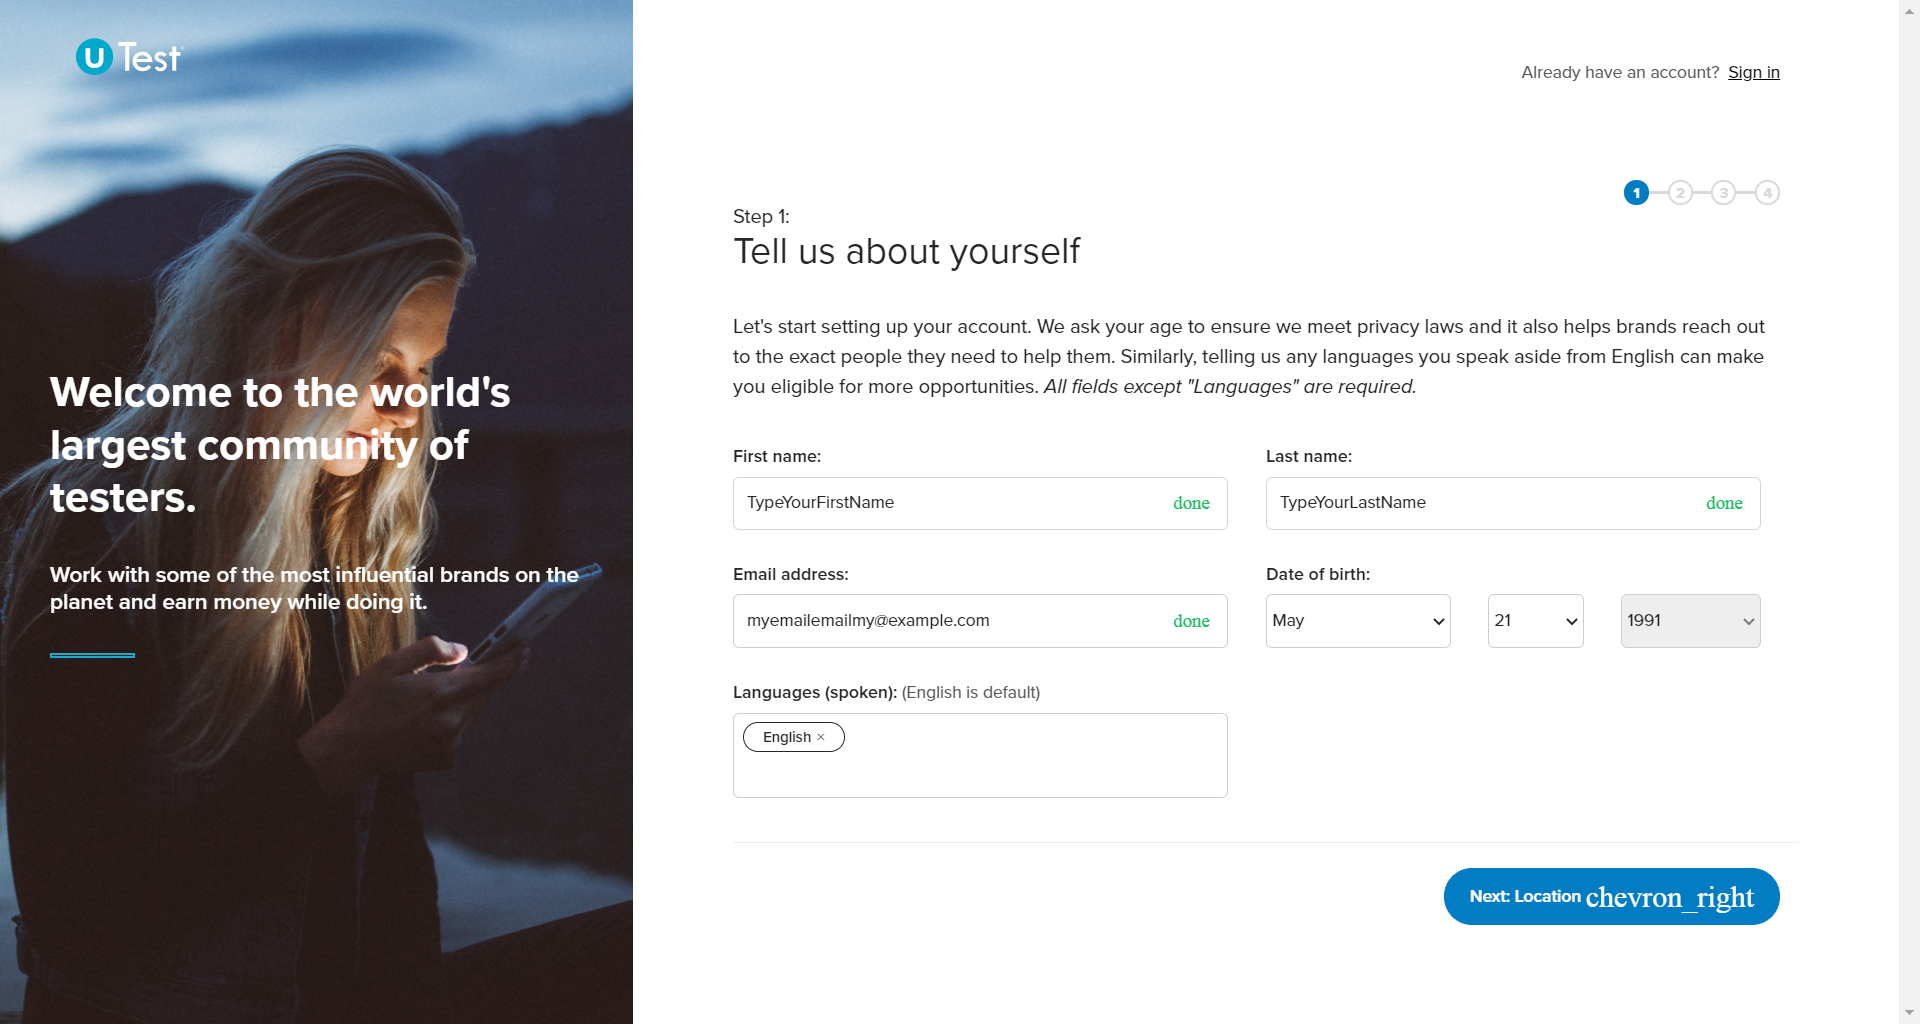 U Test
Already have an account? Sign in
1 2 3 4
Step 1:
Tell us about yourself
Let's start setting up your account. We ask your age to ensure we meet privacy laws and it also helps brands reach out
to the exact people they need to help them. Similarly, telling us any languages you speak aside from English can make
you eligible for more opportunities. All fields except "Languages" are required.
Welcome to the world's
largest community of
testers.
Work with some of the most influential brands on the
planet and earn money while doing it.
First name:
TypeYourFirstName done
Last name:
TypeYourLastName done
Email address:
myemailemailmy@example.com done
Date of birth:
May 21 1991
Languages (spoken): (English is default)
English ×
Next: Location chevron_right